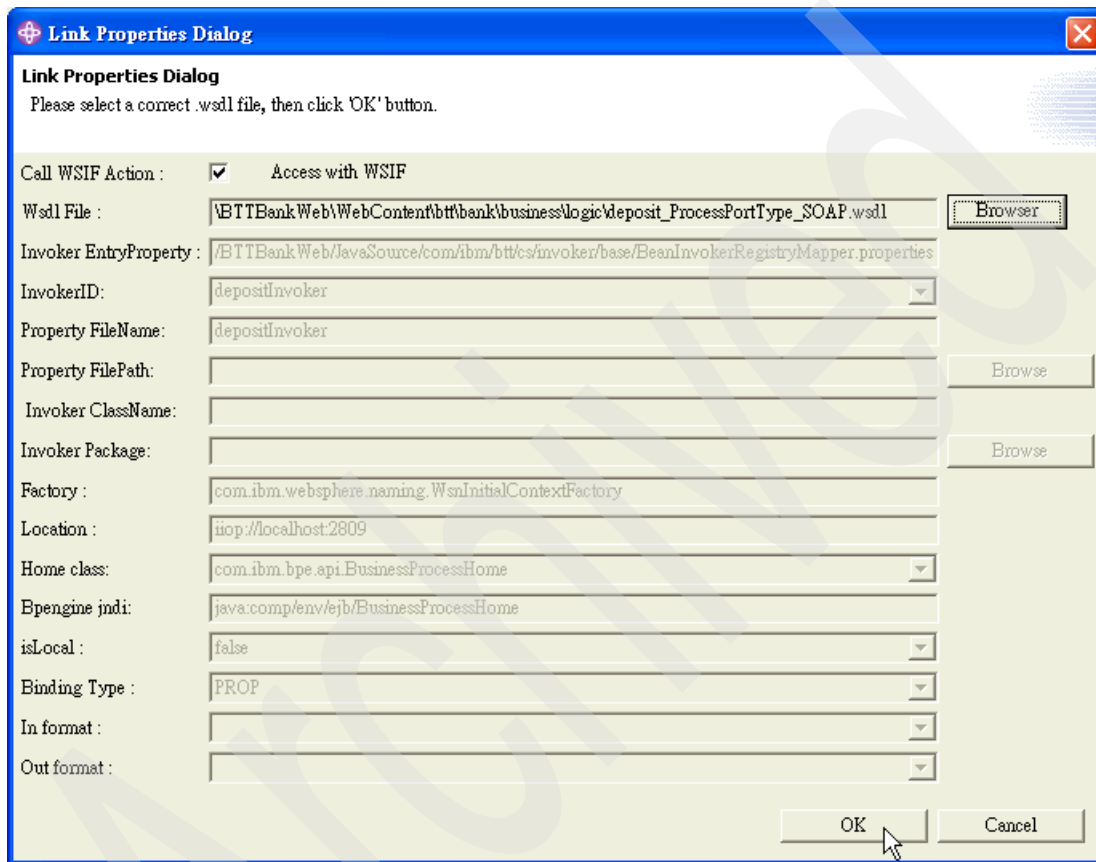 Link Properties Dialog
Link Properties Dialog
Please select a correct .wsdl file, then click 'OK' button.
Call WSIF Action : Access with WSIF
Wsdl File : \BTTBankWeb\WebContent\btt\bank\business\logic\deposit_ProcessPortType_SOAP.wsdl Browser
Invoker EntryProperty : /BTTBankWeb/JavaSource/com/ibm/btt/cs/invoker/base/BeanInvokerRegistryMapper.properties
InvokerID: depositInvoker
Property FileName: depositInvoker
Property FilePath: Browse
Invoker ClassName:
Invoker Package: Browse
Factory : com.ibm.websphere.naming.WsnInitialContextFactory
Location : iiop://localhost:2809
Home class: com.ibm.bpe.api.BusinessProcessHome
Bpengine jndi: java:comp/env/ejb/BusinessProcessHome
isLocal : false
Binding Type : PROP
In format :
Out format :
OK Cancel
Archived